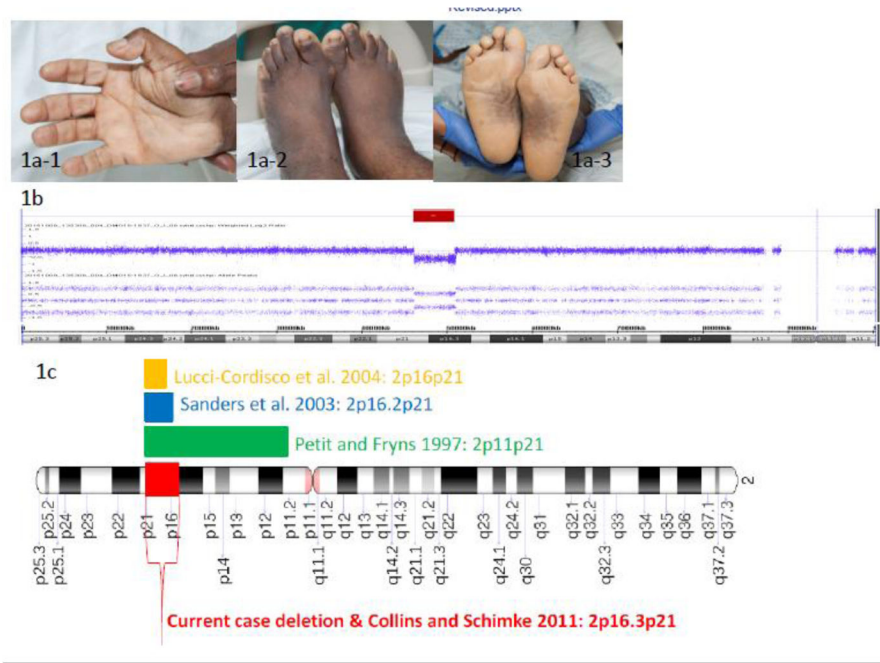 1a-1
1a-2
1a-3
1b
1c
Lucci-Cordisco et al. 2004: 2p16p21
Sanders et al. 2003: 2p16.2p21
Petit and Fryns 1997: 2p11p21
2
p25.3
p25.2
p25.1
p24
p23
p22
p21
p16
p15
p14
p13
p12
p11.2
p11.1
q11.1
q11.2
q12
q13
q14.1
q14.2
q14.3
q21.1
q21.2
q21.3
q22
q23
q24.1
q24.2
q30
q31
q32.1
q32.2
q32.3
q33
q34
q35
q36
q37.1
q37.2
q37.3
Current case deletion & Collins and Schimke 2011: 2p16.3p21